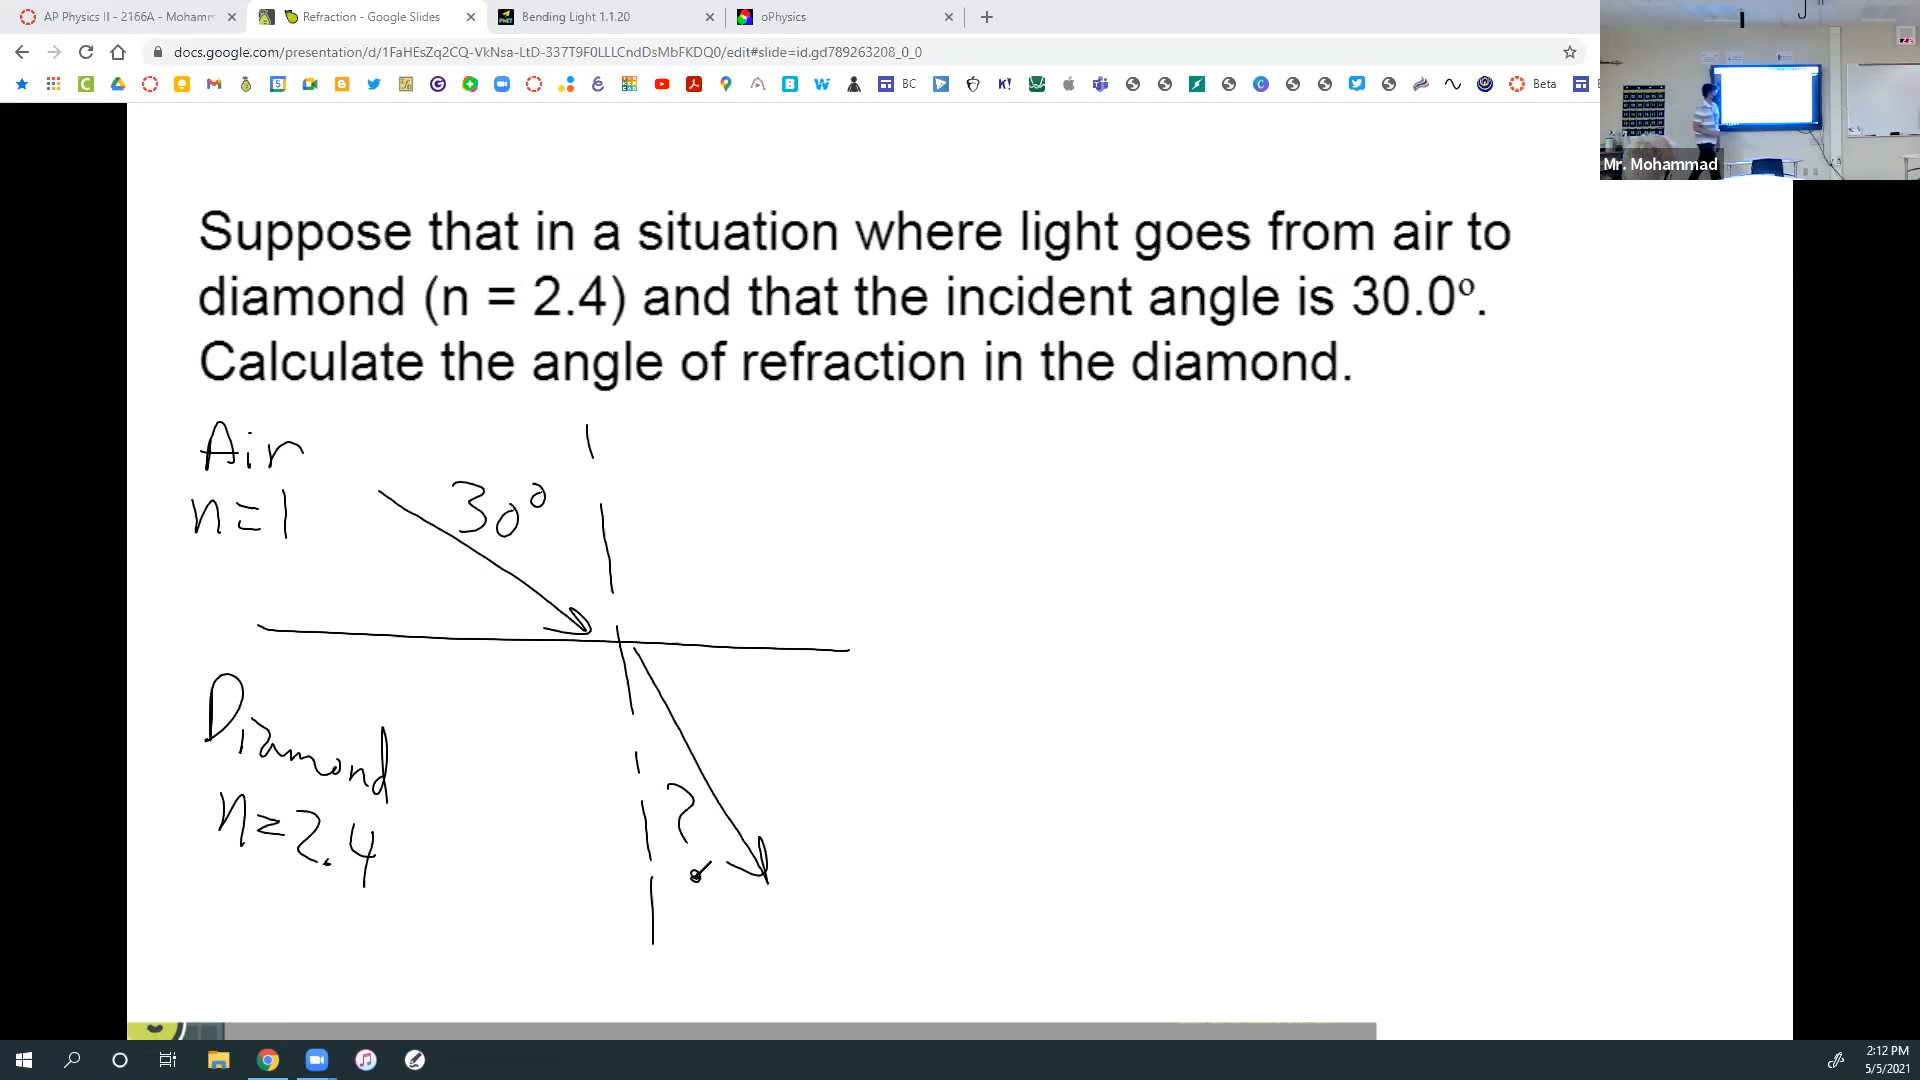 AP Physics II - 2166A - Mohamm
Refraction - Google Slides
Bending Light 1.1.20
oPhysics
docs.google.com/presentation/d/1FaHEsZq2CQ-VkNsa-LtD-337T9F0LLLCndDsMbFKDQ0/edit#slide=id.gd789263208_0_0
BC
K!
Beta
Mr. Mohammad
Suppose that in a situation where light goes from air to
diamond (n = 2.4) and that the incident angle is 30.0º.
Calculate the angle of refraction in the diamond.
Air
n=1
30º
Diamond
n=2.4
?
2:12 PM
5/5/2021